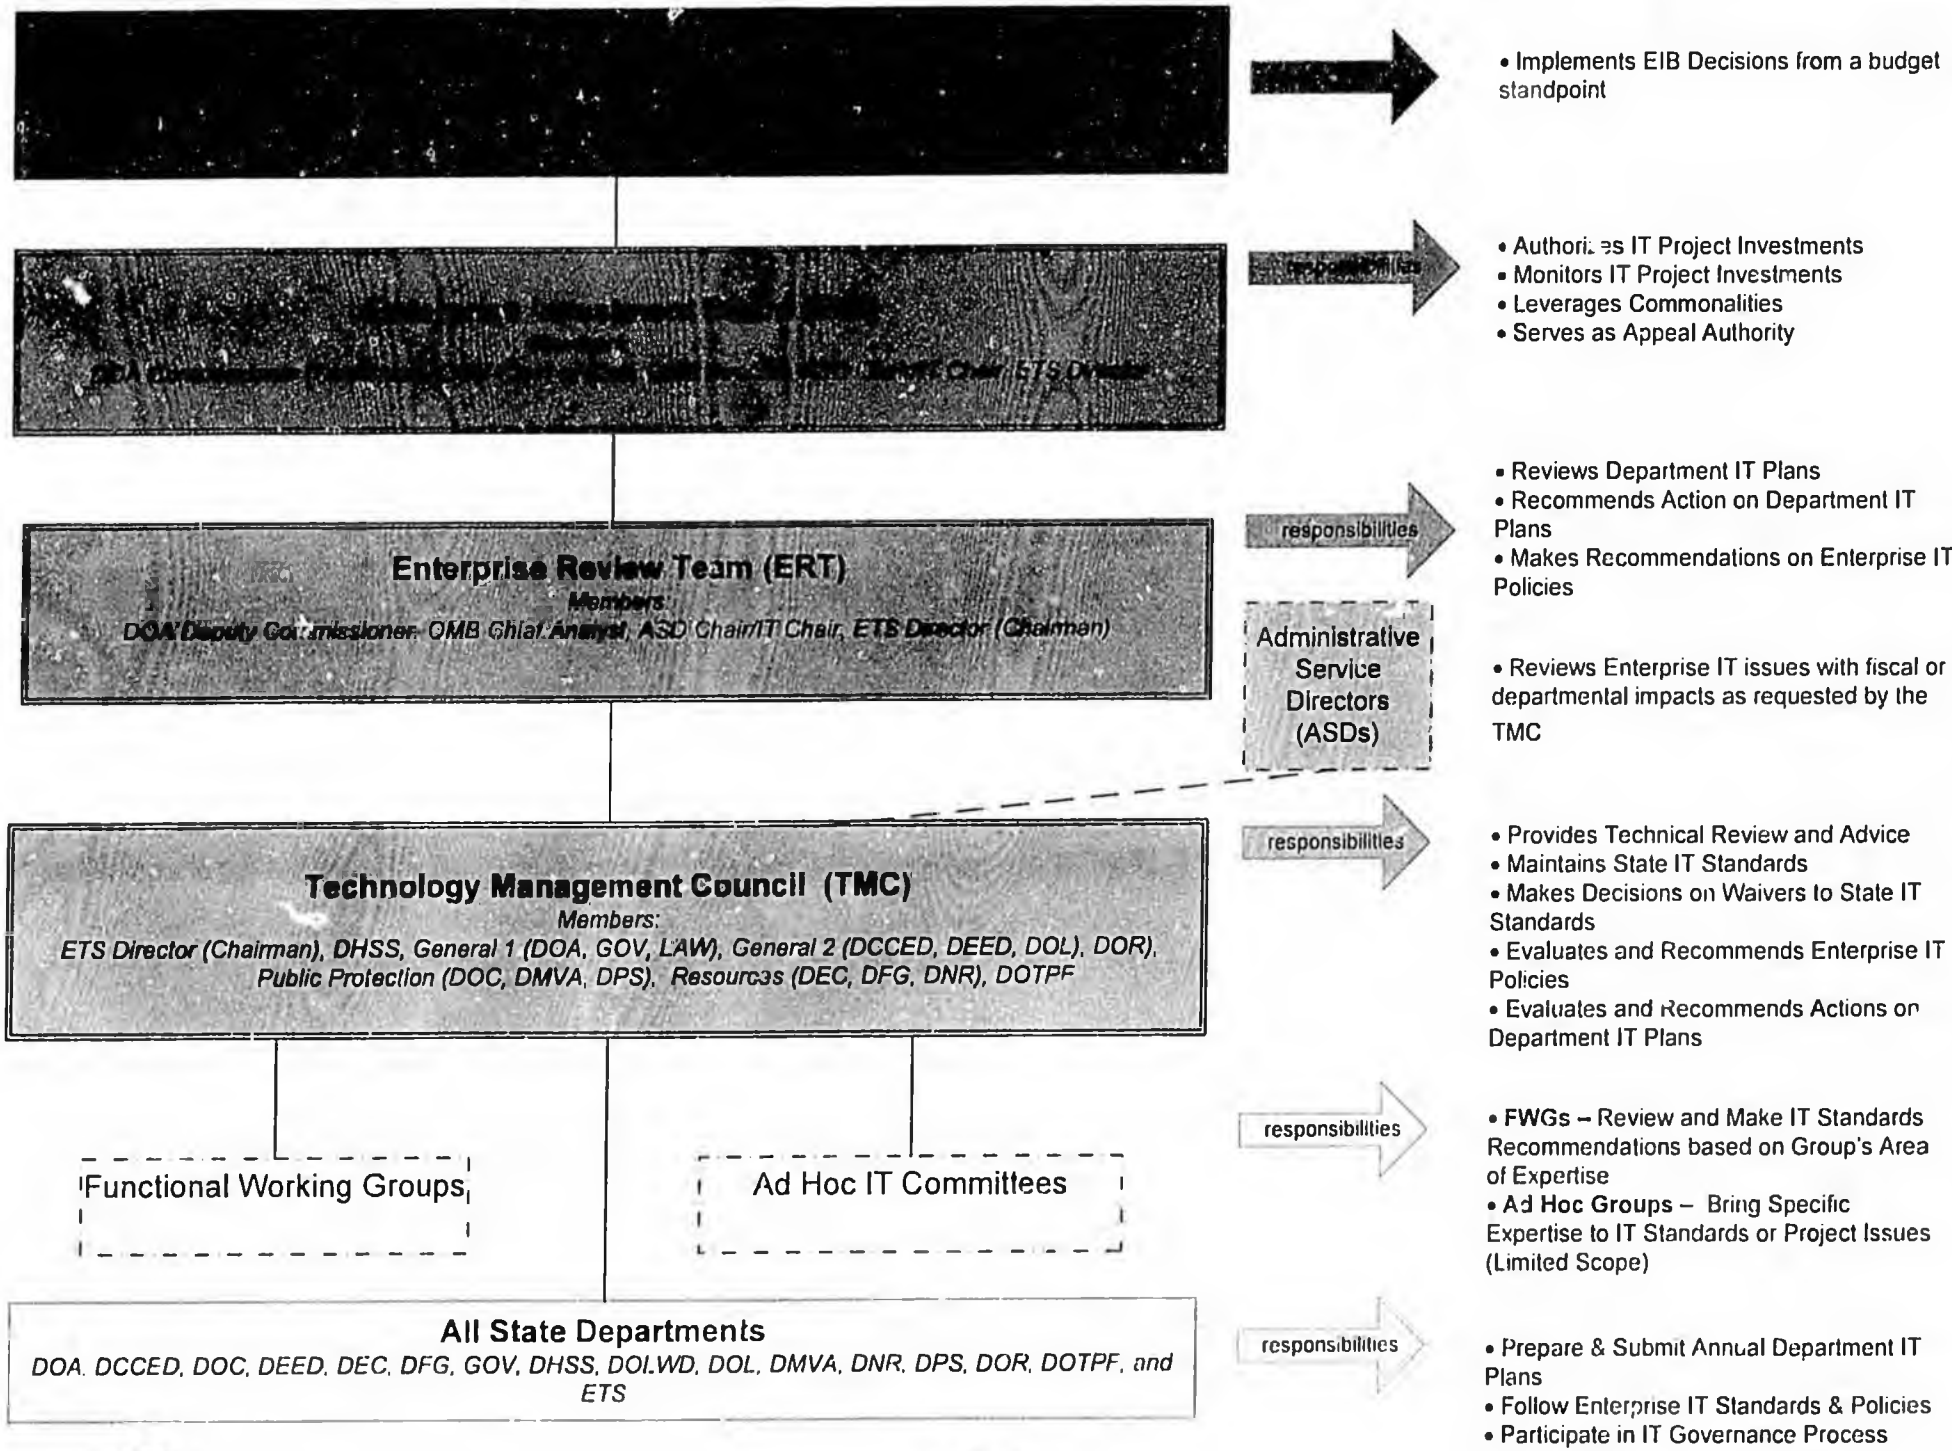 • Implements EIB Decisions from a budget
standpoint
responsibilities
• Authorizes IT Project Investments
• Monitors IT Project Investments
• Leverages Commonalities
• Serves as Appeal Authority
Chair, ETS Director
responsibilities
• Reviews Department IT Plans
• Recommends Action on Department IT
Plans
• Makes Recommendations on Enterprise IT
Policies
Enterprise Review Team (ERT)
Members:
DOA Deputy Commissioner, OMB Chief Analyst, ASD Chair/IT Chair, ETS Director (Chairman)
Administrative
Service
Directors
(ASDs)
• Reviews Enterprise IT issues with fiscal or
departmental impacts as requested by the
TMC
responsibilities
• Provides Technical Review and Advice
• Maintains State IT Standards
• Makes Decisions on Waivers to State IT
Standards
• Evaluates and Recommends Enterprise IT
Policies
• Evaluates and Recommends Actions on
Department IT Plans
Technology Management Council (TMC)
Members:
ETS Director (Chairman), DHSS, General 1 (DOA, GOV, LAW), General 2 (DCCED, DEED, DOL), DOR),
Public Protection (DOC, DMVA, DPS), Resources (DEC, DFG, DNR), DOTPF
responsibilities
• FWGs – Review and Make IT Standards
Recommendations based on Group's Area
of Expertise
• Ad Hoc Groups – Bring Specific
Expertise to IT Standards or Project Issues
(Limited Scope)
Functional Working Groups
Ad Hoc IT Committees
All State Departments
DOA, DCCED, DOC, DEED, DEC, DFG, GOV, DHSS, DOLWD, DOL, DMVA, DNR, DPS, DOR, DOTPF, and
ETS
responsibilities
• Prepare & Submit Annual Department IT
Plans
• Follow Enterprise IT Standards & Policies
• Participate in IT Governance Process